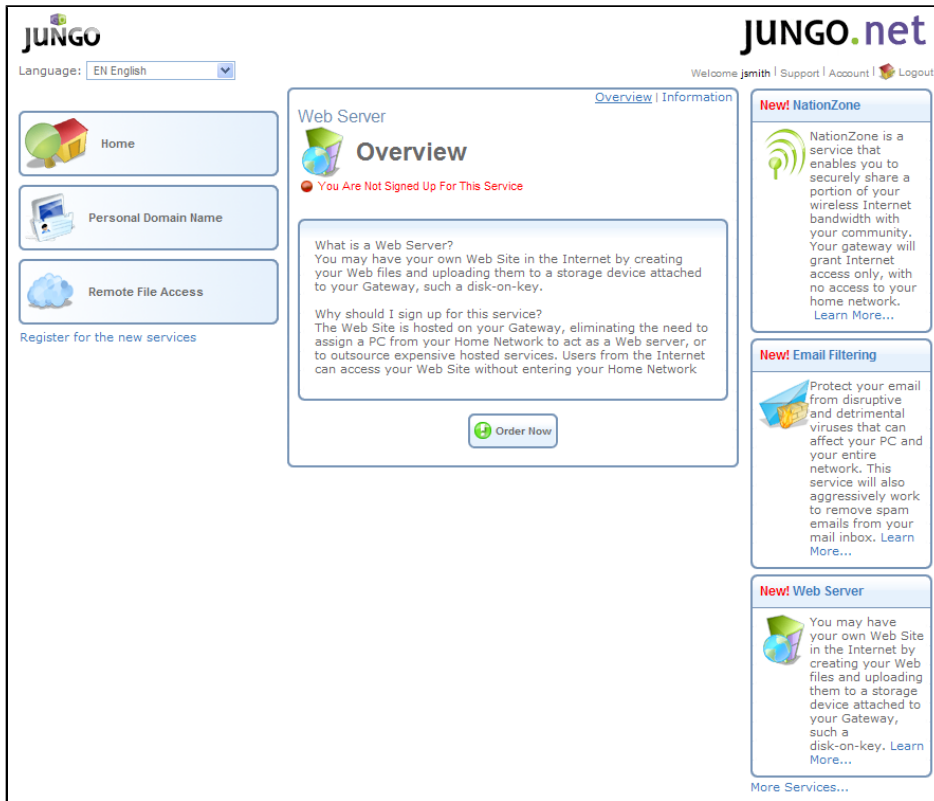 JUNGO
JUNGO.net
Language: EN English
Welcome jsmith | Support | Account | Logout
Home
Personal Domain Name
Remote File Access
Register for the new services
Overview | Information
Web Server
Overview
You Are Not Signed Up For This Service
What is a Web Server?
You may have your own Web Site in the Internet by creating
your Web files and uploading them to a storage device attached
to your Gateway, such a disk-on-key.
Why should I sign up for this service?
The Web Site is hosted on your Gateway, eliminating the need to
assign a PC from your Home Network to act as a Web server, or
to outsource expensive hosted services. Users from the Internet
can access your Web Site without entering your Home Network
Order Now
New! NationZone
NationZone is a
service that
enables you to
securely share a
portion of your
wireless Internet
bandwidth with
your community.
Your gateway will
grant Internet
access only, with
no access to your
home network.
Learn More...
New! Email Filtering
Protect your email
from disruptive
and detrimental
viruses that can
affect your PC and
your entire
network. This
service will also
aggressively work
to remove spam
emails from your
mail inbox. Learn
More...
New! Web Server
You may have
your own Web Site
in the Internet by
creating your Web
files and uploading
them to a storage
device attached to
your Gateway,
such a
disk-on-key. Learn
More...
More Services...